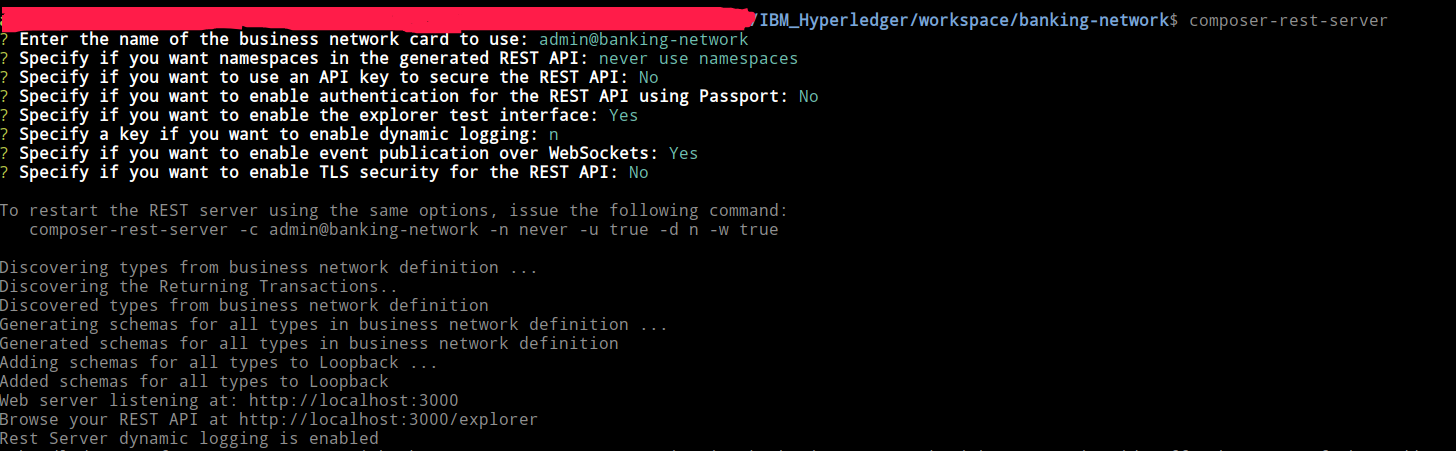 /IBM_Hyperledger/workspace/banking-network$ composer-rest-server
? Enter the name of the business network card to use: admin@banking-network
? Specify if you want namespaces in the generated REST API: never use namespaces
? Specify if you want to use an API key to secure the REST API: No
? Specify if you want to enable authentication for the REST API using Passport: No
? Specify if you want to enable the explorer test interface: Yes
? Specify a key if you want to enable dynamic logging: n
? Specify if you want to enable event publication over WebSockets: Yes
? Specify if you want to enable TLS security for the REST API: No
To restart the REST server using the same options, issue the following command:
composer-rest-server -c admin@banking-network -n never -u true -d n -w true
Discovering types from business network definition ...
Discovering the Returning Transactions..
Discovered types from business network definition
Generating schemas for all types in business network definition ...
Generated schemas for all types in business network definition
Adding schemas for all types to Loopback ...
Added schemas for all types to Loopback
Web server listening at: http://localhost:3000
Browse your REST API at http://localhost:3000/explorer
Rest Server dynamic logging is enabled